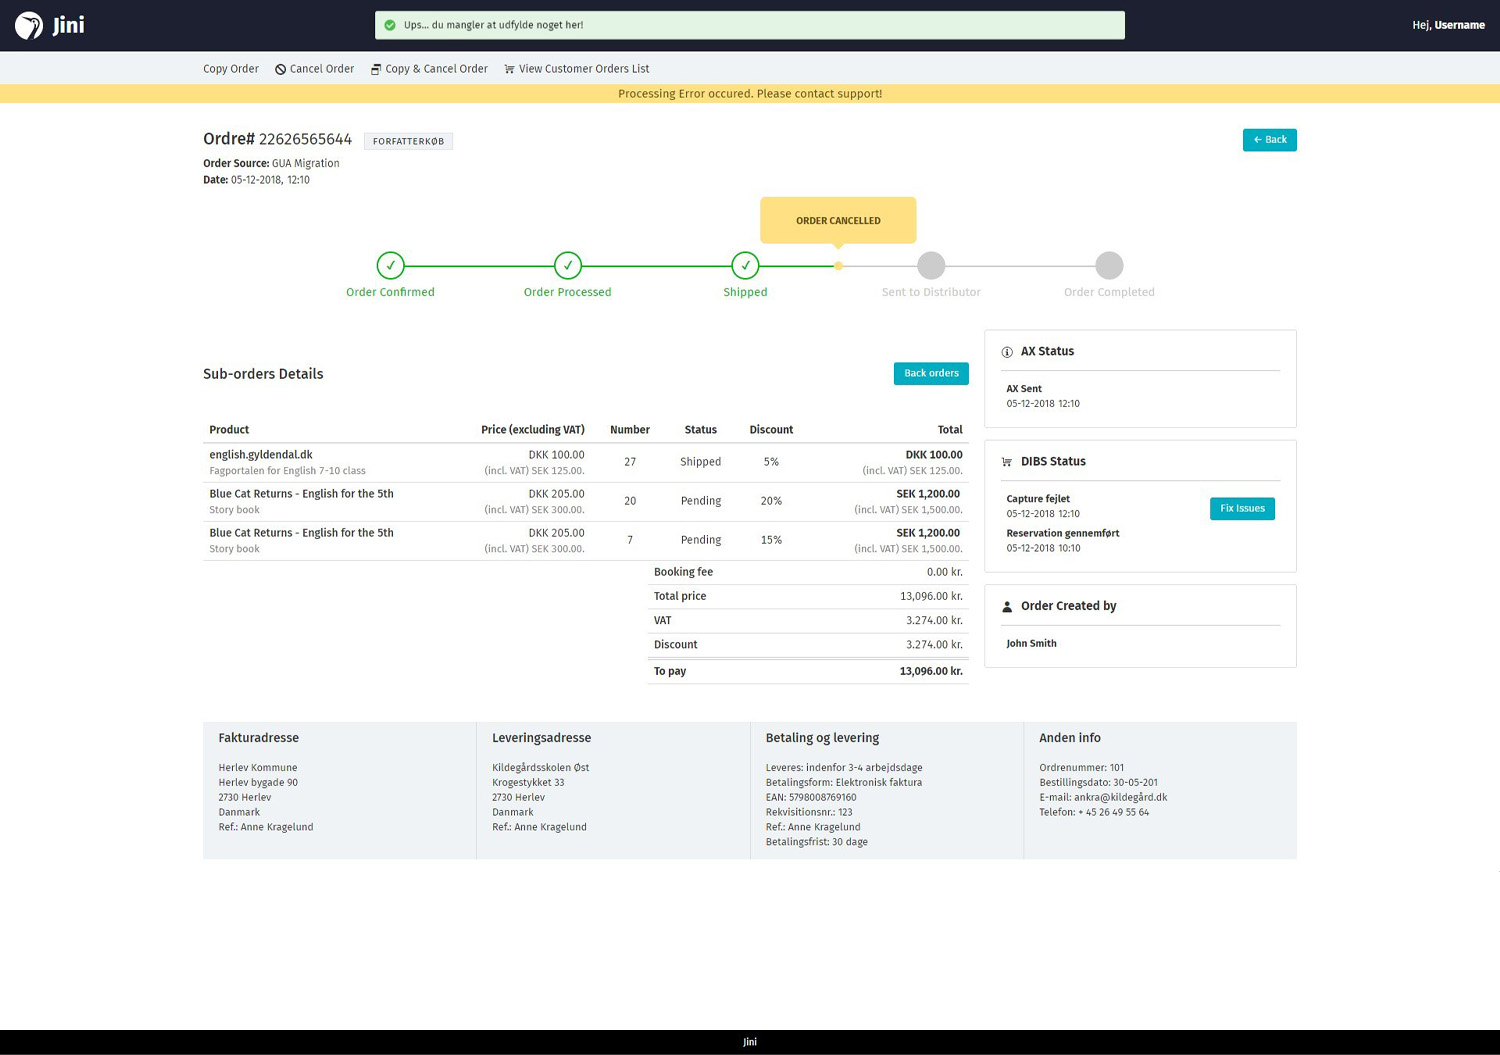 Jini
Ups... du mangler at udfylde noget her!
Hej, Username
Copy Order Cancel Order Copy & Cancel Order View Customer Orders List
Processing Error occured. Please contact support!
Ordre# 22626565644 FORFATTERKØB
← Back
Order Source: GUA Migration
Date: 05-12-2018, 12:10
ORDER CANCELLED
Order Confirmed Order Processed Shipped Sent to Distributor Order Completed
Sub-orders Details
Back orders
Product Price (excluding VAT) Number Status Discount Total
english.gyldendal.dk DKK 100.00 27 Shipped 5% DKK 100.00
Fagportalen for English 7-10 class (incl. VAT) SEK 125.00. (incl. VAT) SEK 125.00.
Blue Cat Returns - English for the 5th DKK 205.00 20 Pending 20% SEK 1,200.00
Story book (incl. VAT) SEK 300.00. (incl. VAT) SEK 1,500.00.
Blue Cat Returns - English for the 5th DKK 205.00 7 Pending 15% SEK 1,200.00
Story book (incl. VAT) SEK 300.00. (incl. VAT) SEK 1,500.00.
Booking fee 0.00 kr.
Total price 13,096.00 kr.
VAT 3.274.00 kr.
Discount 3.274.00 kr.
To pay 13,096.00 kr.
AX Status
AX Sent
05-12-2018 12:10
DIBS Status
Capture fejlet
05-12-2018 12:10
Fix Issues
Reservation gennemført
05-12-2018 10:10
Order Created by
John Smith
Fakturadresse
Herlev Kommune
Herlev bygade 90
2730 Herlev
Danmark
Ref.: Anne Kragelund
Leveringsadresse
Kildegårdsskolen Øst
Krogestykket 33
2730 Herlev
Danmark
Ref.: Anne Kragelund
Betaling og levering
Leveres: indenfor 3-4 arbejdsdage
Betalingsform: Elektronisk faktura
EAN: 5798008769160
Rekvisitionsnr.: 123
Ref.: Anne Kragelund
Betalingsfrist: 30 dage
Anden info
Ordrenummer: 101
Bestillingsdato: 30-05-201
E-mail: ankra@kildegård.dk
Telefon: + 45 26 49 55 64
Jini